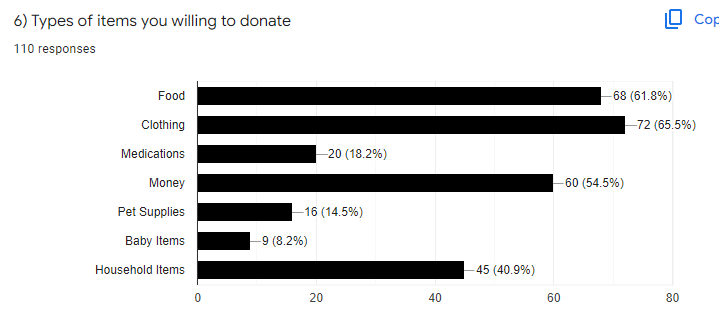 6) Types of items you willing to donate
Cop
110 responses
Food 68 (61.8%)
Clothing 72 (65.5%)
Medications 20 (18.2%)
Money 60 (54.5%)
Pet Supplies 16 (14.5%)
Baby Items 9 (8.2%)
Household Items 45 (40.9%)
0 20 40 60 80